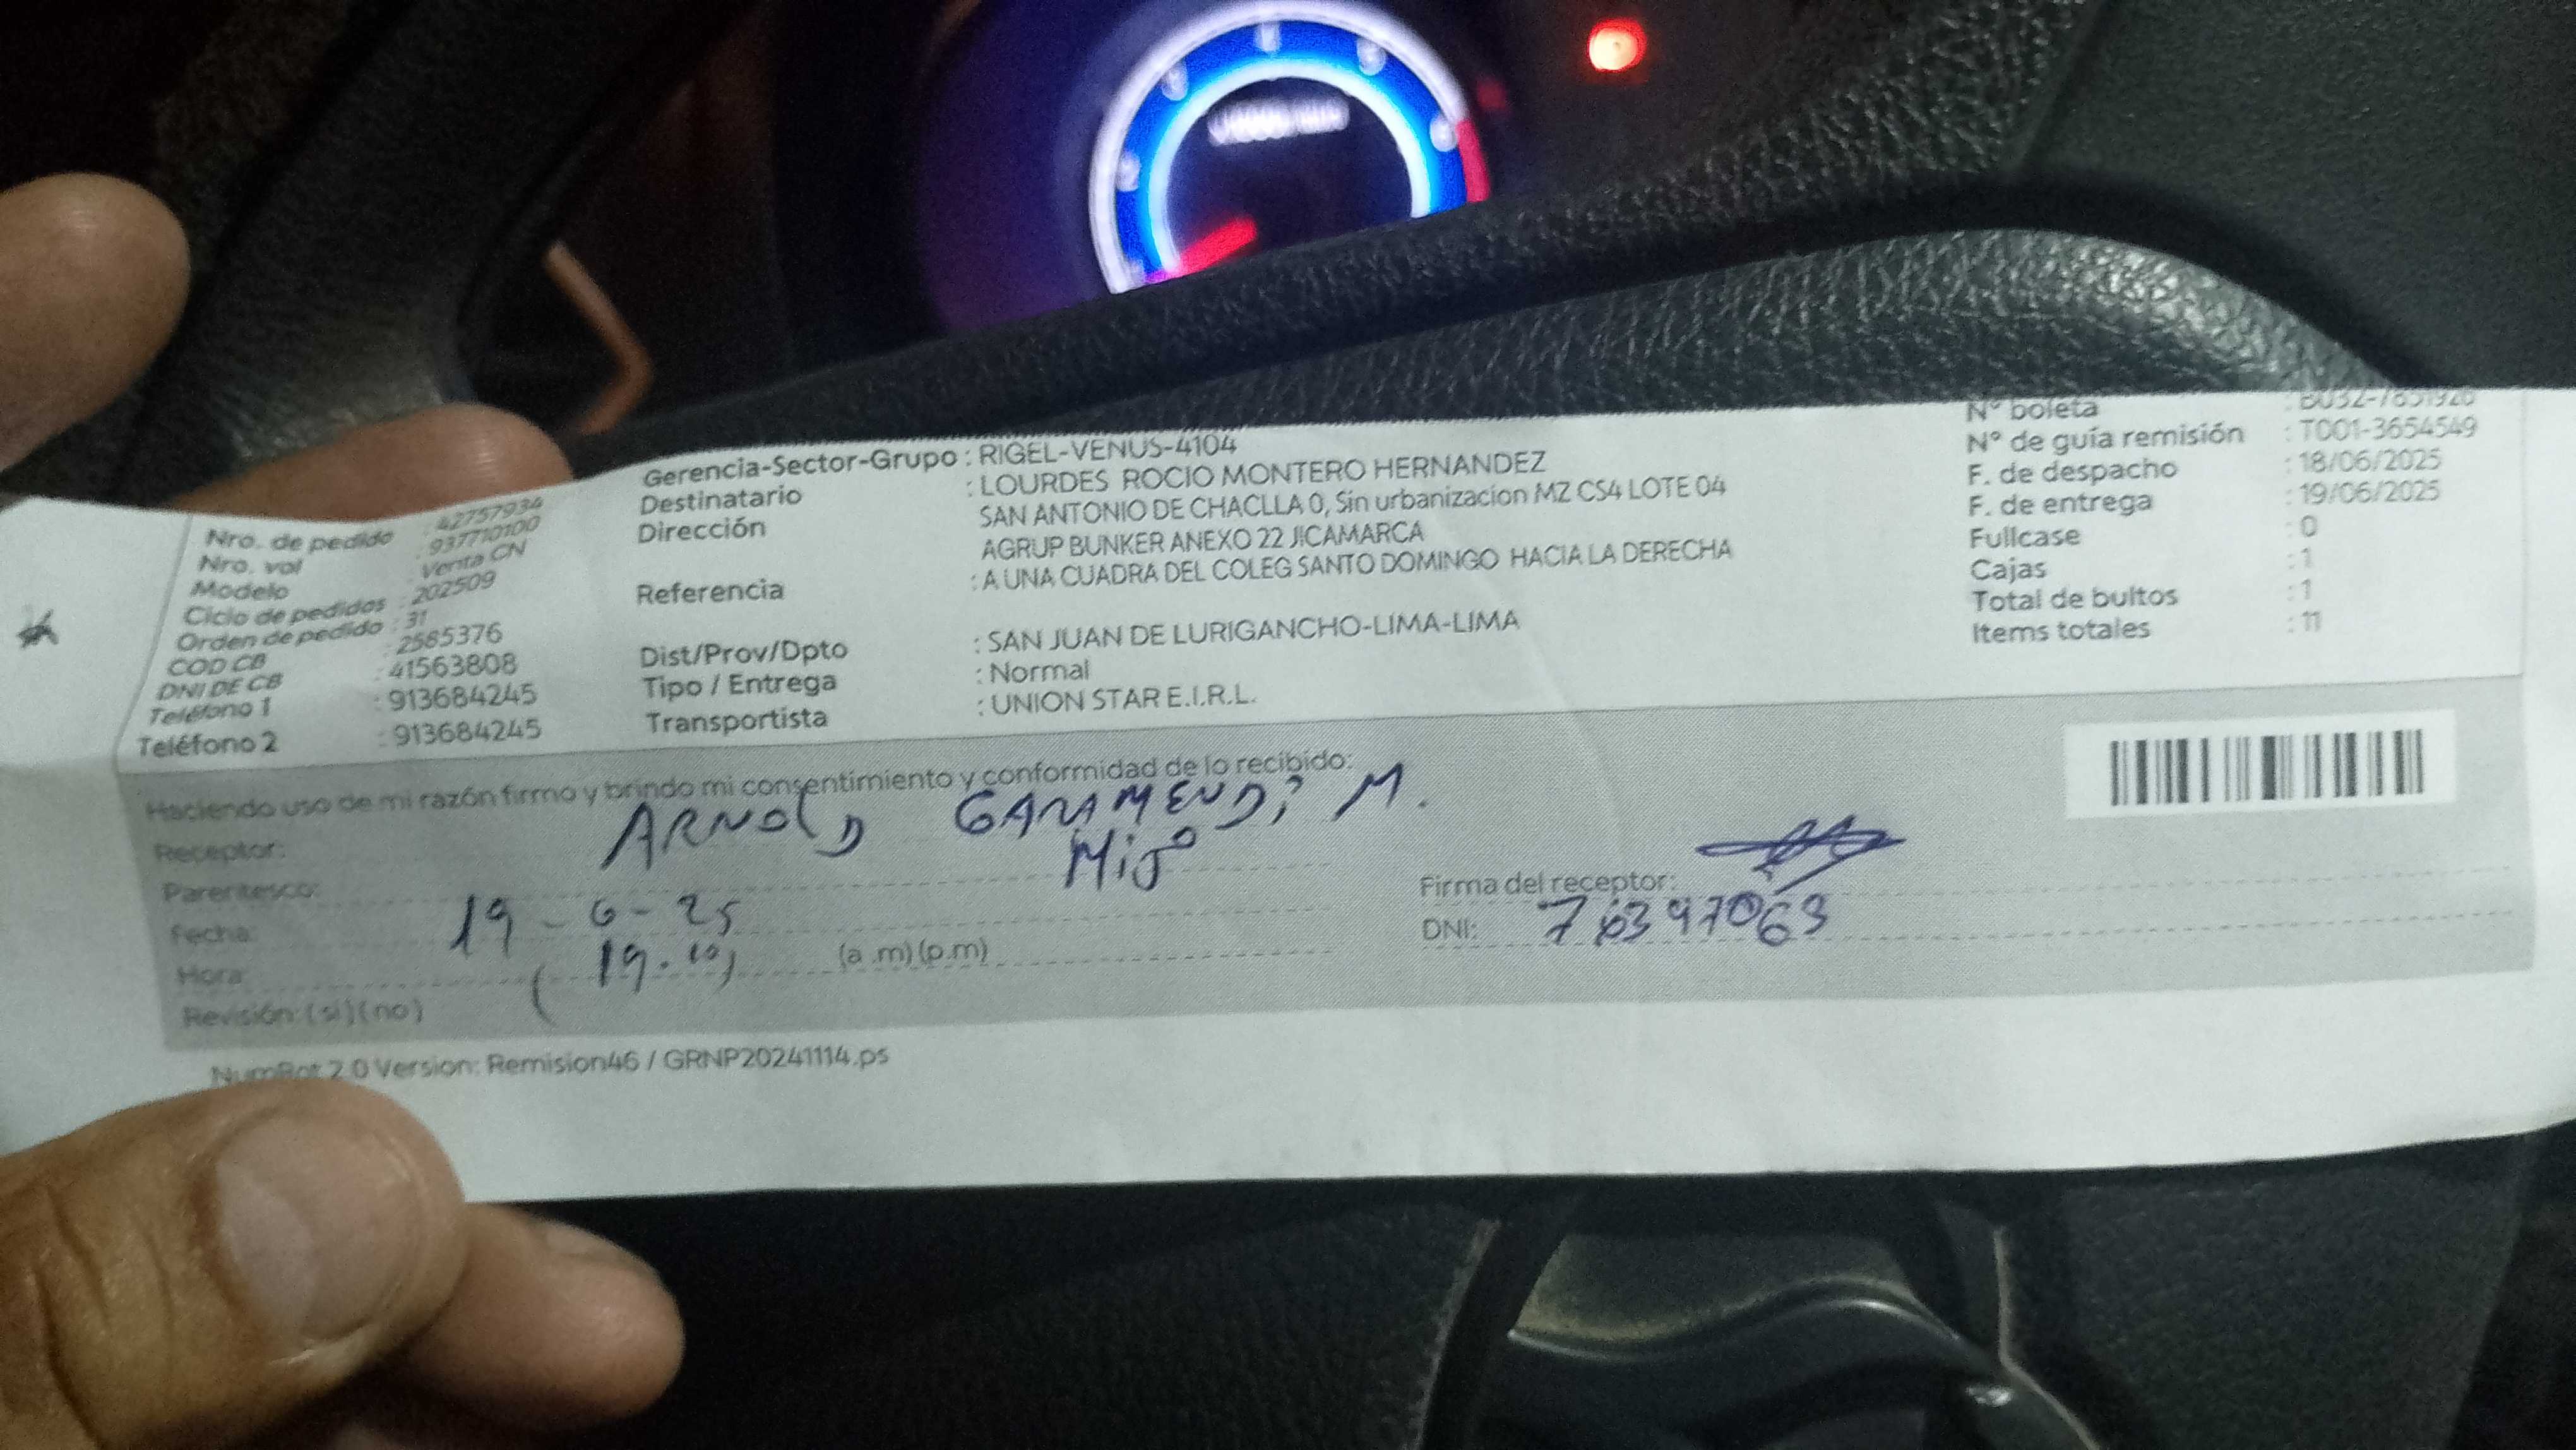 Nro. de pedido : 42757934
Nro. vol : 937710100
Modelo : Venta CN
Ciclo de pedidos : 202509
Orden de pedido : 31
COD CB : 2585376
DNI DE CB : 41563808
Teléfono 1 : 913684245
Teléfono 2 : 913684245
Gerencia-Sector-Grupo : RIGEL-VENUS-4104
Destinatario : LOURDES ROCIO MONTERO HERNANDEZ
Dirección SAN ANTONIO DE CHACLLA 0, Sin urbanizacion MZ CS4 LOTE 04
AGRUP BUNKER ANEXO 22 JICAMARCA
Referencia : A UNA CUADRA DEL COLEG SANTO DOMINGO HACIA LA DERECHA
Dist/Prov/Dpto : SAN JUAN DE LURIGANCHO-LIMA-LIMA
Tipo / Entrega : Normal
Transportista : UNION STAR E.I.R.L.
N° boleta : B032-7851926
N° de guía remisión : T001-3654549
F. de despacho : 18/06/2025
F. de entrega : 19/06/2025
Fullcase : 0
Cajas : 1
Total de bultos : 1
Items totales : 11
Haciendo uso de mi razón firmo y brindo mi consentimiento y conformidad de lo recibido:
Receptor: ARNOLD GARAMENDI M.
Parentesco: Hijo
Fecha: 19-6-25
Hora: 19.10 (a.m)(p.m)
Revisión: (si)(no)
Firma del receptor:
DNI: 76397063
NumBot 2.0 Version: Remision46 / GRNP20241114.ps